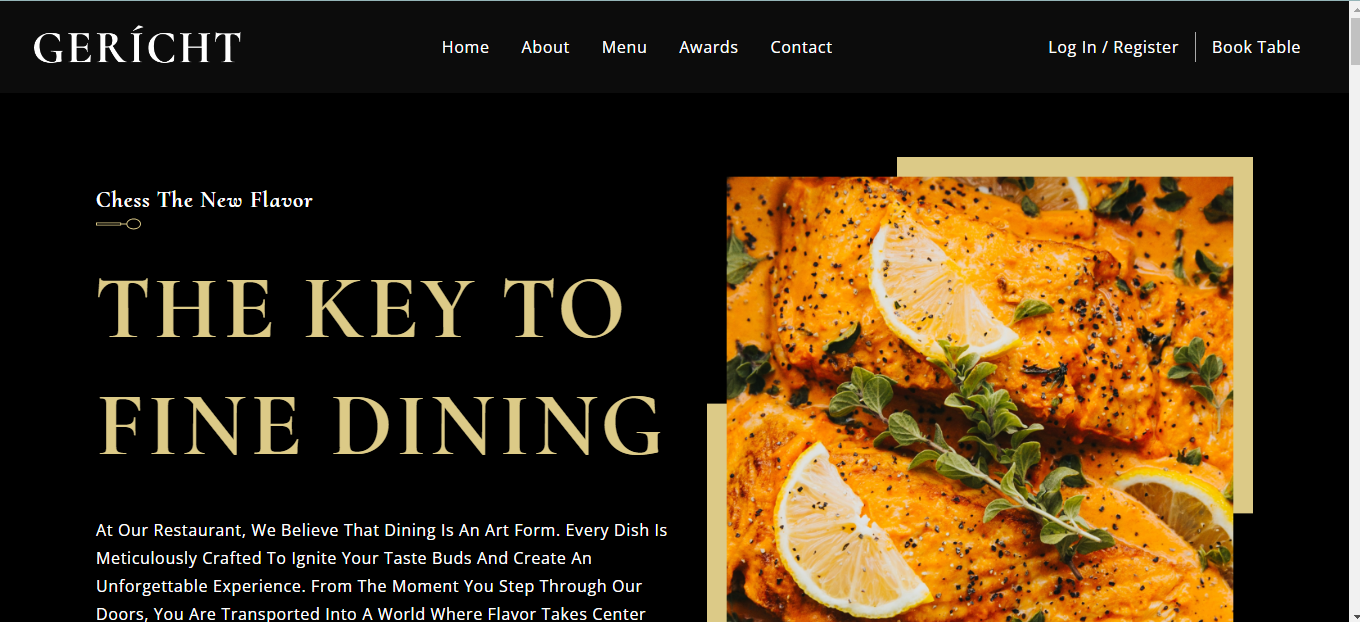 GERÍCHT
Home About Menu Awards Contact
Log In / Register Book Table
Chess The New Flavor
THE KEY TO
FINE DINING
At Our Restaurant, We Believe That Dining Is An Art Form. Every Dish Is
Meticulously Crafted To Ignite Your Taste Buds And Create An
Unforgettable Experience. From The Moment You Step Through Our
Doors, You Are Transported Into A World Where Flavor Takes Center